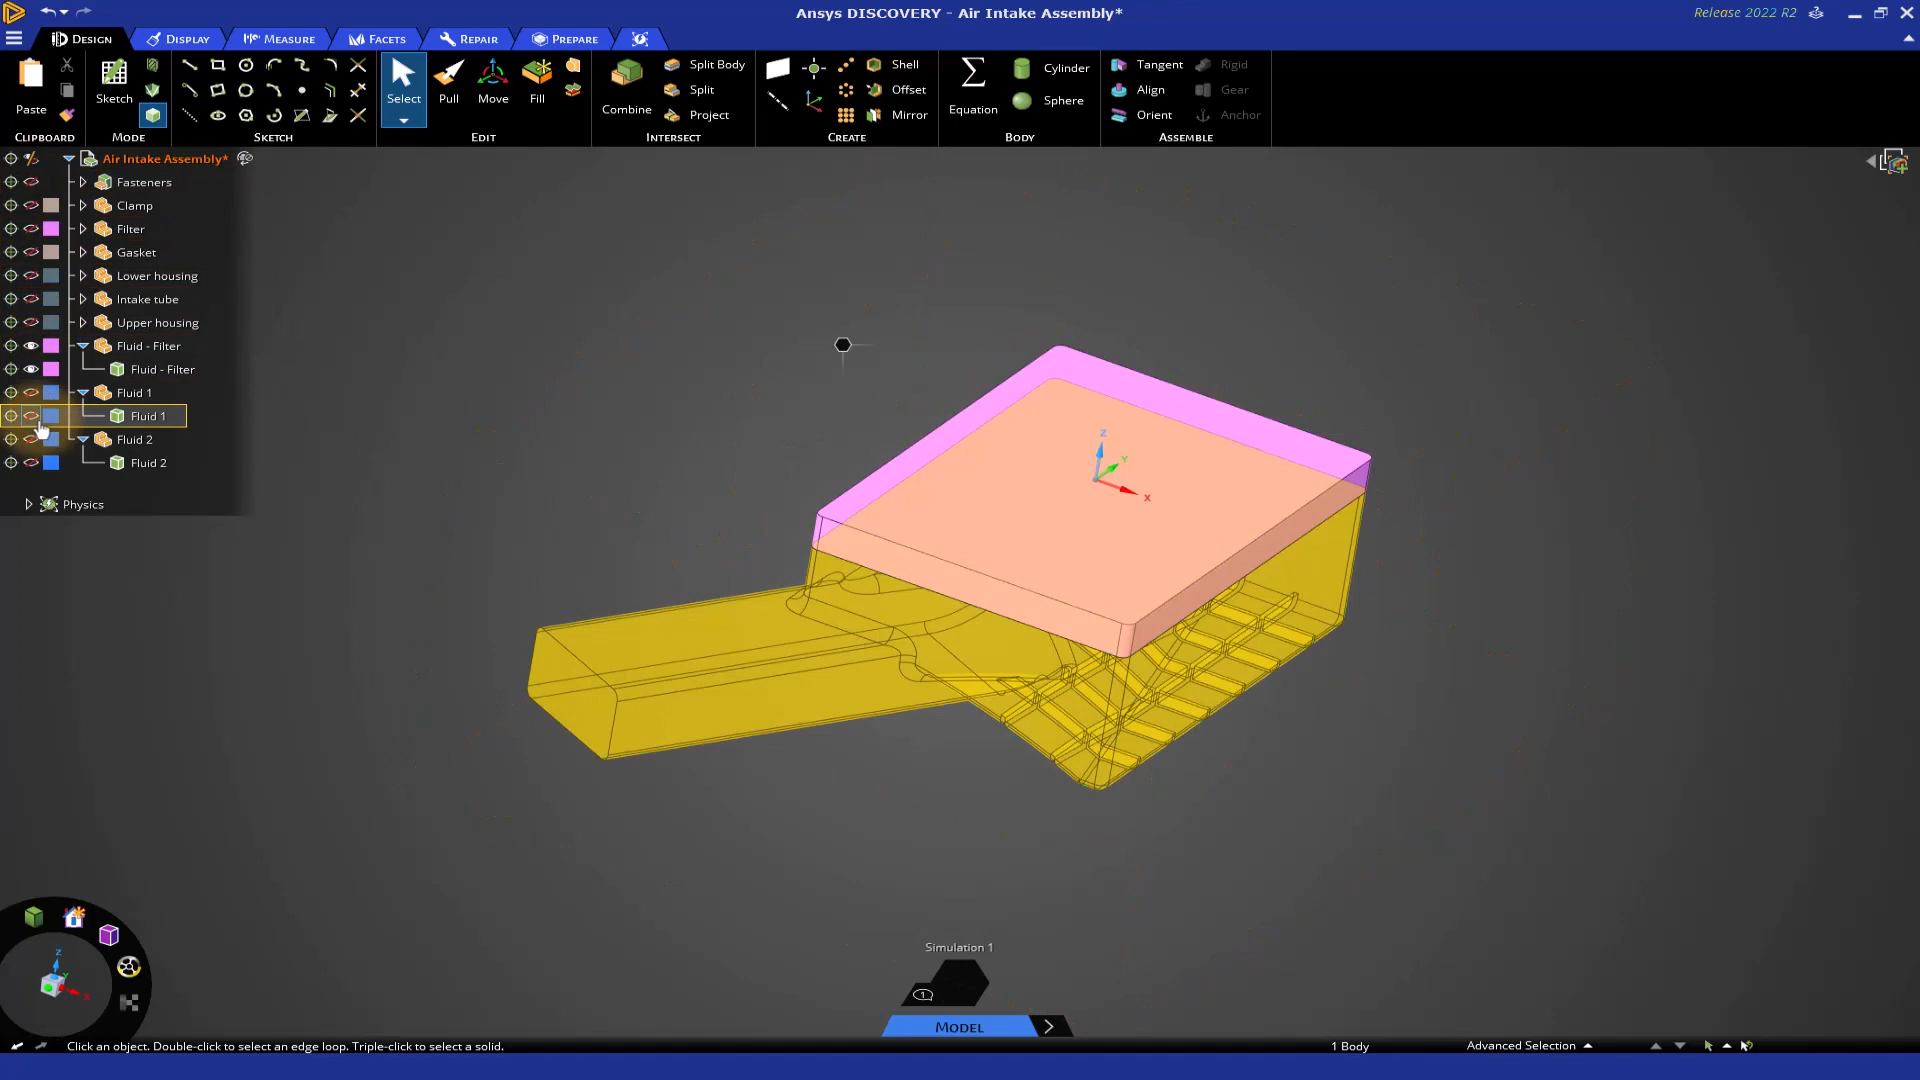 Ansys DISCOVERY - Air Intake Assembly*
Release 2022 R2
DESIGN
DISPLAY
MEASURE
FACETS
REPAIR
PREPARE
Paste
Sketch
Select
Pull
Move
Fill
Combine
Split Body
Split
Project
Shell
Offset
Mirror
Equation
Cylinder
Sphere
Tangent
Align
Orient
Rigid
Gear
Anchor
CLIPBOARD
MODE
SKETCH
EDIT
INTERSECT
CREATE
BODY
ASSEMBLE
Air Intake Assembly*
Fasteners
Clamp
Filter
Gasket
Lower housing
Intake tube
Upper housing
Fluid - Filter
Fluid - Filter
Fluid 1
Fluid 1
Fluid 2
Fluid 2
Physics
Z
Y
X
Z
Y
X
Simulation 1
1
MODEL
Click an object. Double-click to select an edge loop. Triple-click to select a solid.
1 Body
Advanced Selection